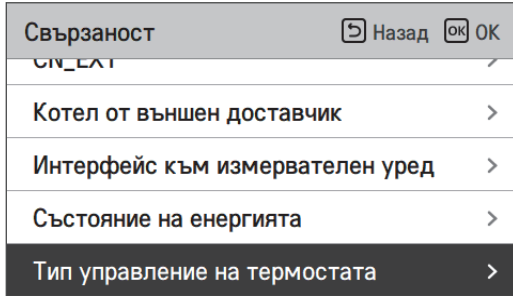 Свързаност Назад OK OK
CN_EXT
Котел от външен доставчик
Интерфейс към измервателен уред
Състояние на енергията
Тип управление на термостата